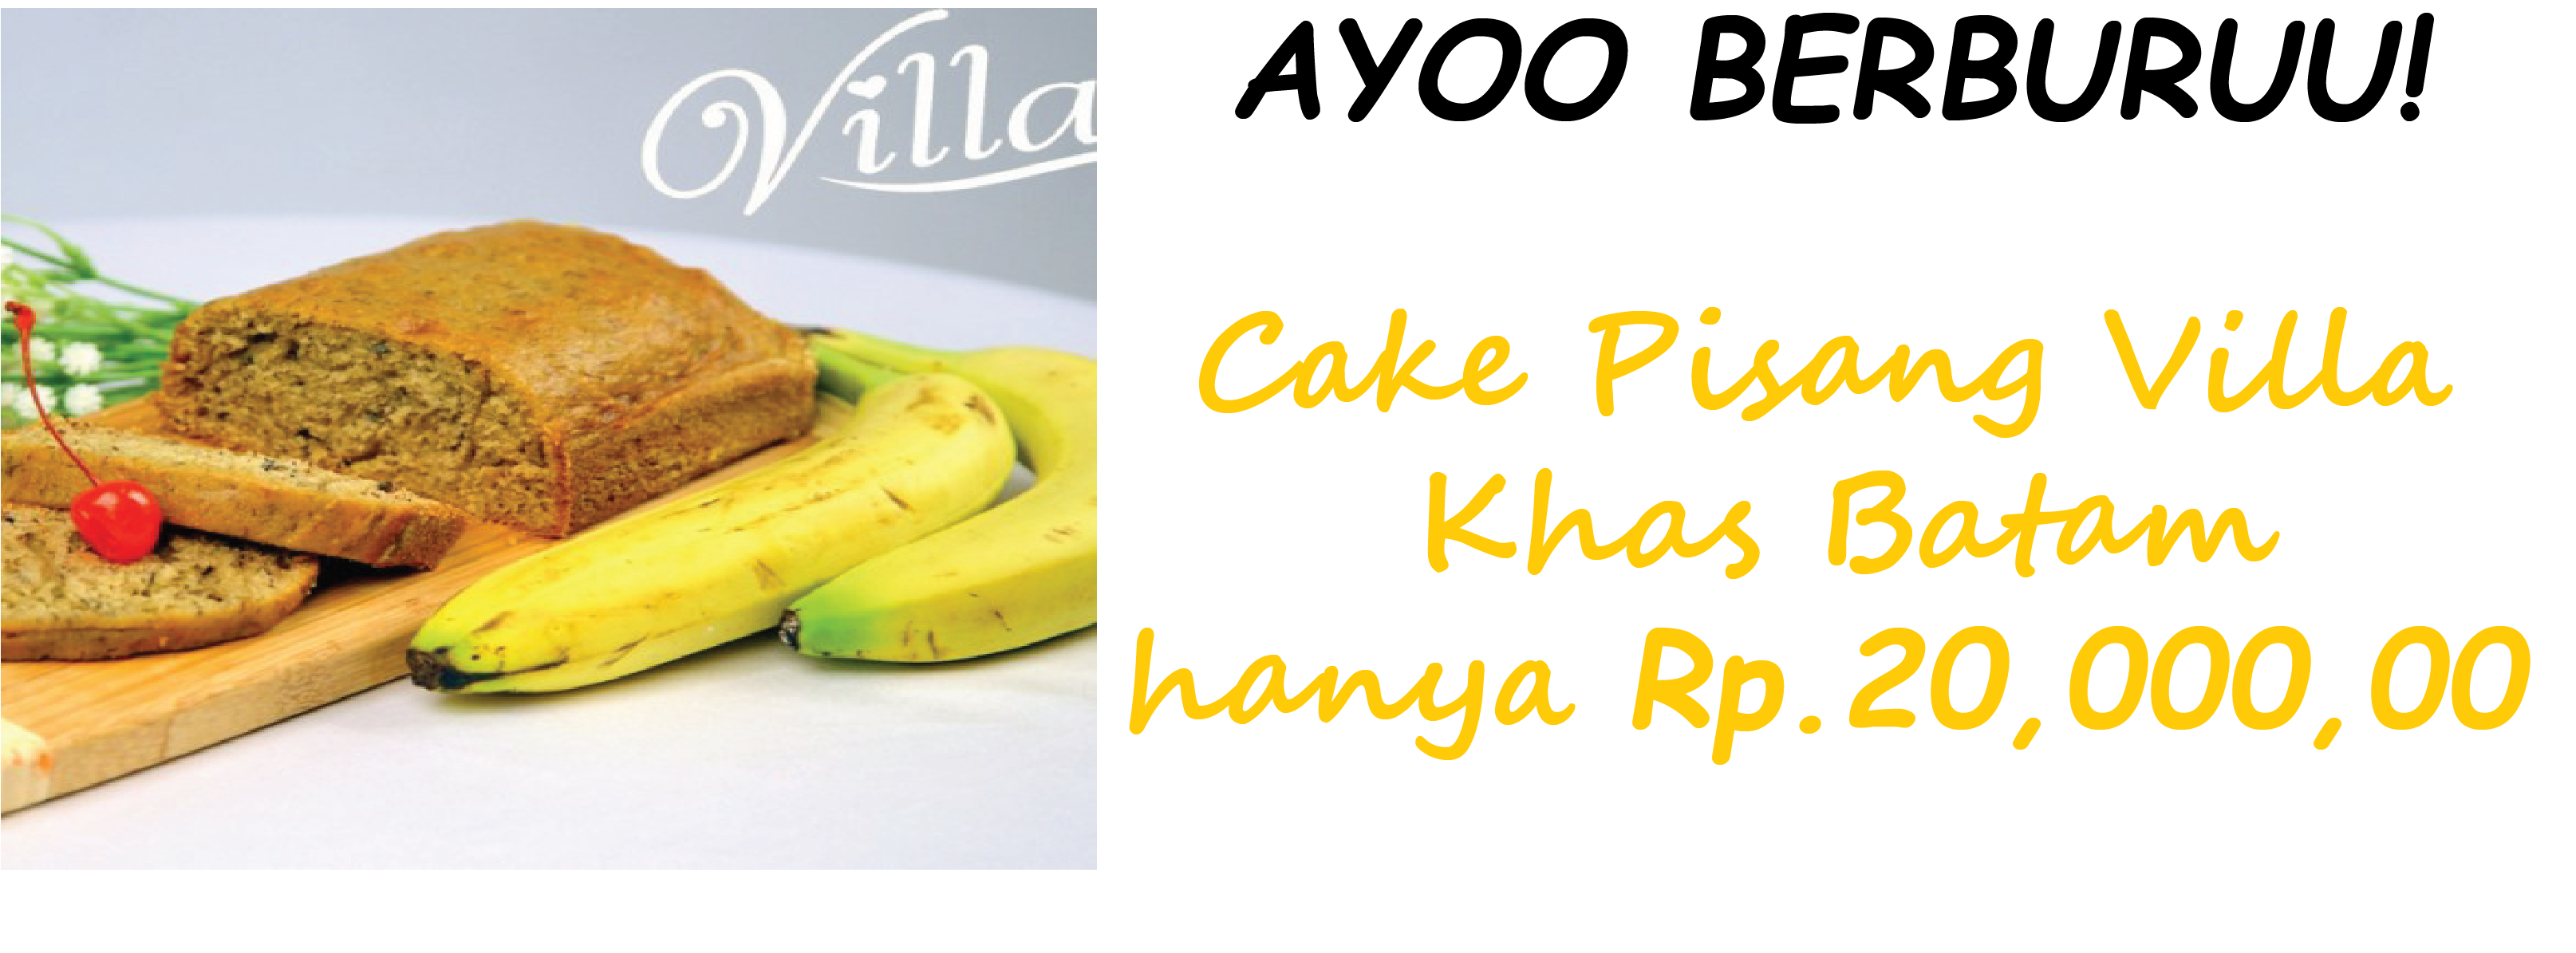 Villa
AYOO BERBURUU!
Cake Pisang Villa
Khas Batam
hanya Rp.20,000,00